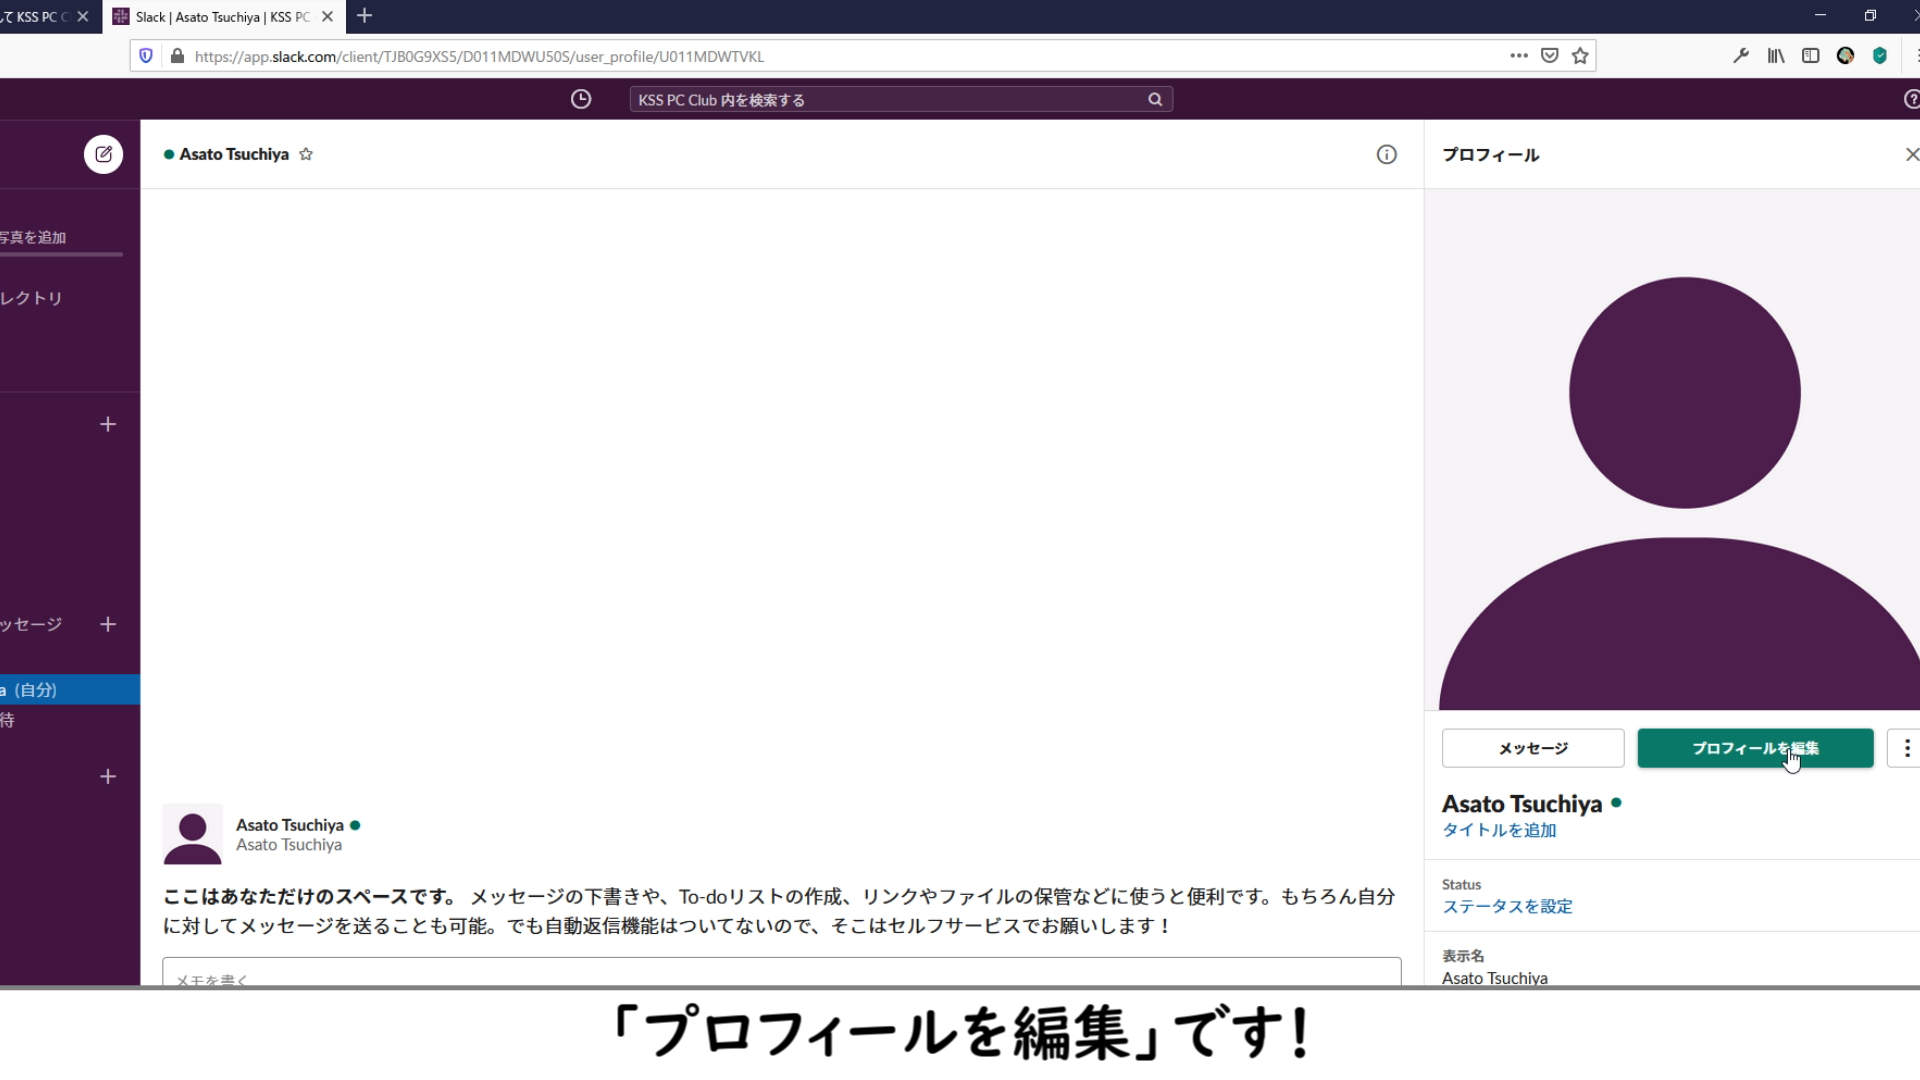 して KSS PC C
Slack | Asato Tsuchiya | KSS PC
https://app.slack.com/client/TJB0G9XS5/D011MDWU50S/user_profile/U011MDWTVKL
KSS PC Club 内を検索する
Asato Tsuchiya
プロフィール
写真を追加
レクトリ
ッセージ
a (自分)
待
メッセージ
プロフィールを編集
Asato Tsuchiya
タイトルを追加
Asato Tsuchiya
Asato Tsuchiya
Status
ステータスを設定
ここはあなただけのスペースです。 メッセージの下書きや、To-doリストの作成、リンクやファイルの保管などに使うと便利です。もちろん自分
に対してメッセージを送ることも可能。でも自動返信機能はついてないので、そこはセルフサービスでお願いします！
表示名
Asato Tsuchiya
メモを書く
「プロフィールを編集」です!